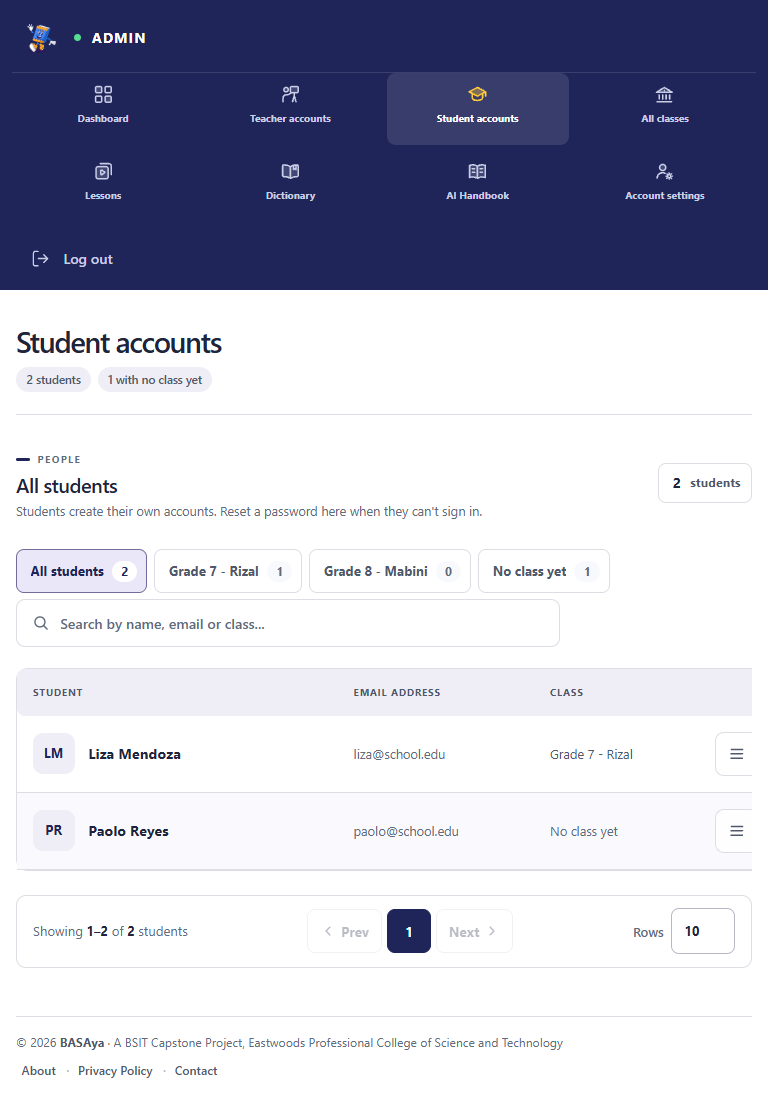 ADMIN
Dashboard
Teacher accounts
Student accounts
All classes
Lessons
Dictionary
AI Handbook
Account settings
Log out
Student accounts
2 students
1 with no class yet
PEOPLE
All students
Students create their own accounts. Reset a password here when they can't sign in.
2 students
All students 2
Grade 7 - Rizal 1
Grade 8 - Mabini 0
No class yet 1
Search by name, email or class...
STUDENT EMAIL ADDRESS CLASS
LM Liza Mendoza liza@school.edu Grade 7 - Rizal
PR Paolo Reyes paolo@school.edu No class yet
Showing 1–2 of 2 students
Prev 1 Next
Rows 10
© 2026 BASAya · A BSIT Capstone Project, Eastwoods Professional College of Science and Technology
About · Privacy Policy · Contact